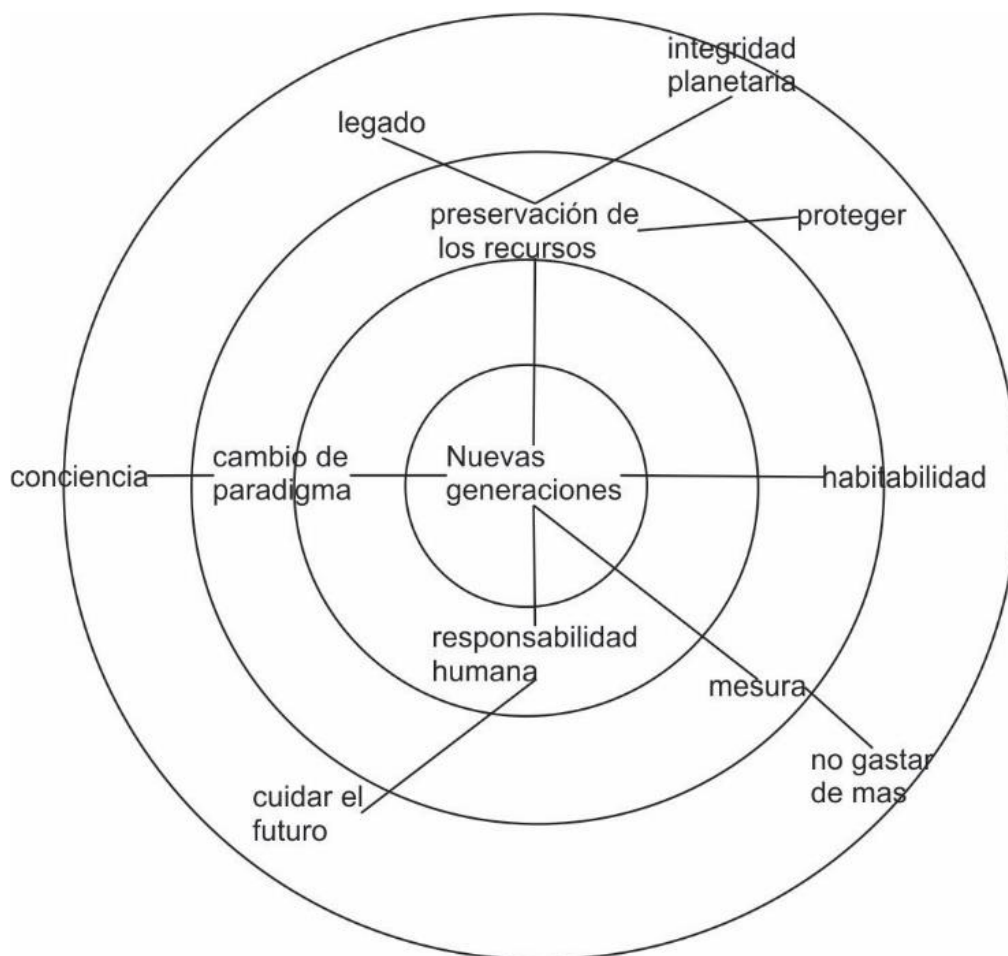 integridad
planetaria
legado
preservación de
los recursos
proteger
conciencia
cambio de
paradigma
Nuevas
generaciones
habitabilidad
responsabilidad
humana
mesura
no gastar
de mas
cuidar el
futuro